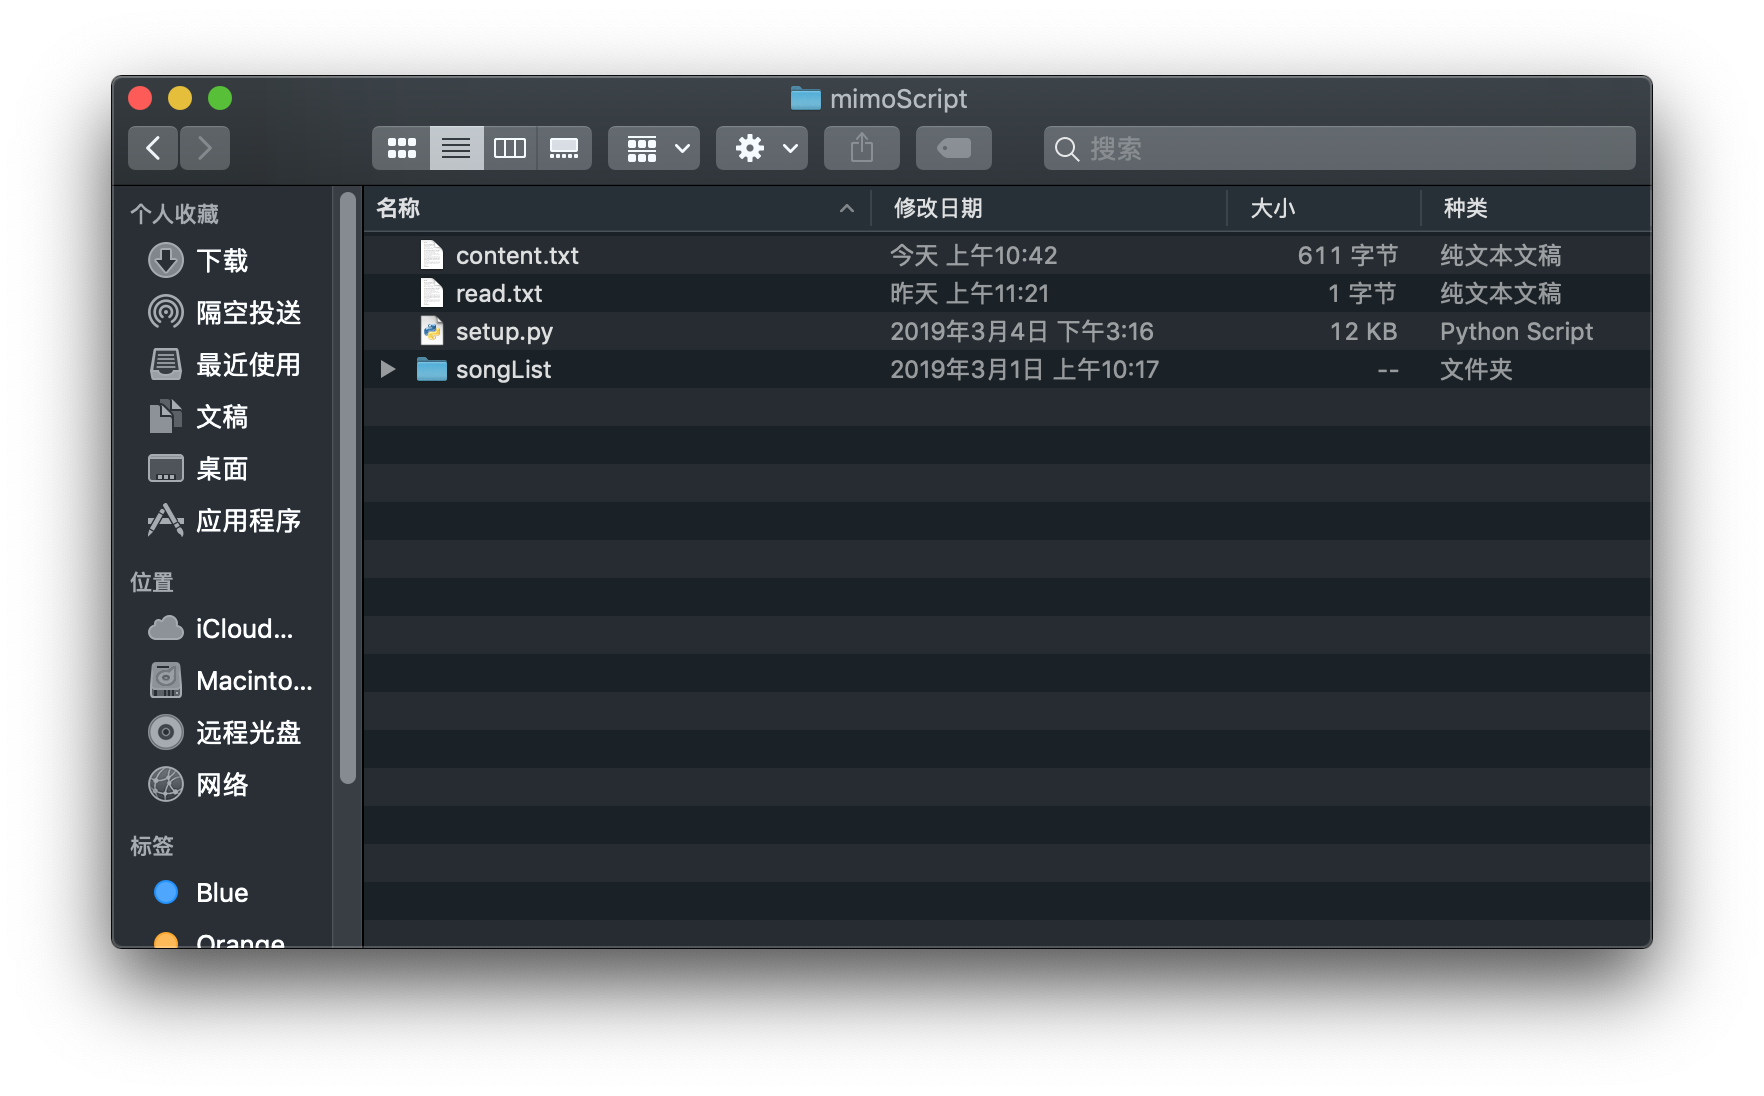 mimoScript
搜索
个人收藏
下载
隔空投送
最近使用
文稿
桌面
应用程序
位置
iCloud...
Macinto...
远程光盘
网络
标签
Blue
Orange
名称 修改日期 大小 种类
content.txt 今天 上午10:42 611 字节 纯文本文稿
read.txt 昨天 上午11:21 1 字节 纯文本文稿
setup.py 2019年3月4日 下午3:16 12 KB Python Script
songList 2019年3月1日 上午10:17 -- 文件夹